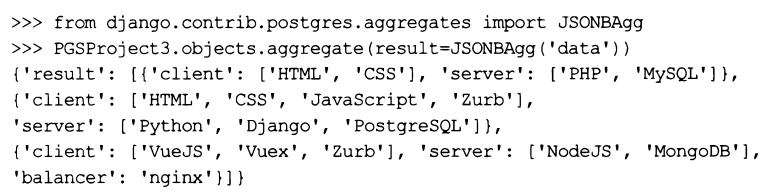 >>> from django.contrib.postgres.aggregates import JSONBAgg
>>> PGSProject3.objects.aggregate(result=JSONBAgg('data'))
{'result': [{'client': ['HTML', 'CSS'], 'server': ['PHP', 'MySQL']},
{'client': ['HTML', 'CSS', 'JavaScript', 'Zurb'],
'server': ['Python', 'Django', 'PostgreSQL']},
{'client': ['VueJS', 'Vuex', 'Zurb'], 'server': ['NodeJS', 'MongoDB'],
'balancer': 'nginx'}]}